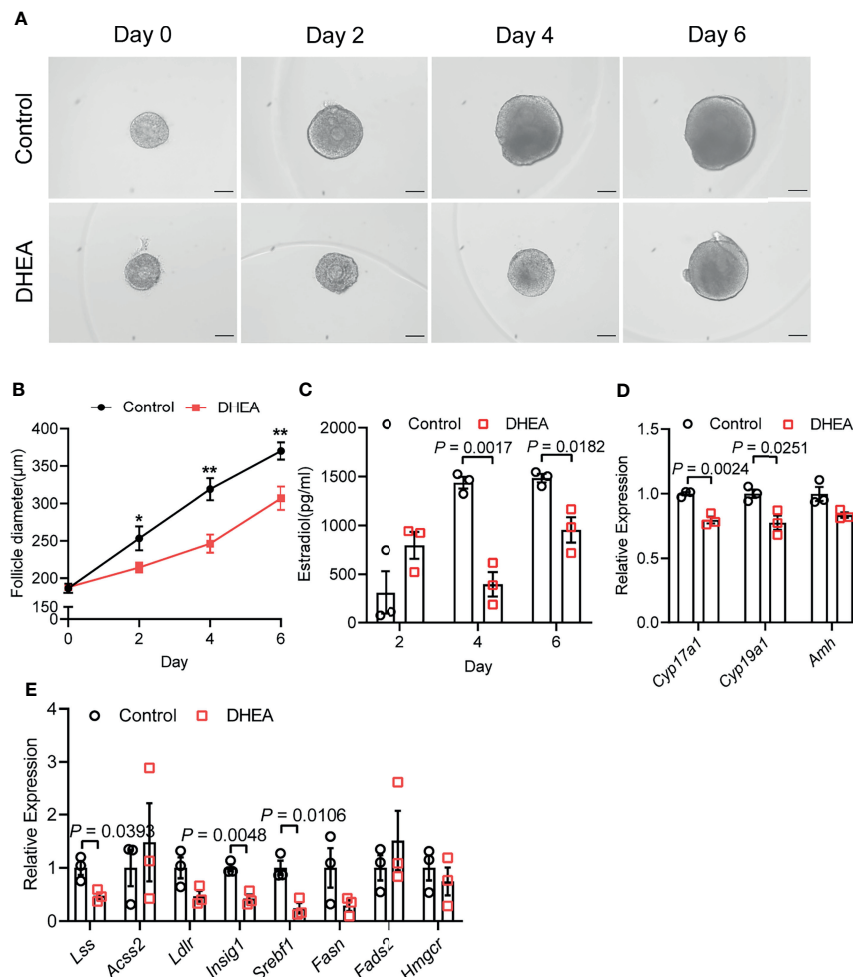 A
Day 0 Day 2 Day 4 Day 6
Control
DHEA
B
Control DHEA
Follicle diameter(μm)
400
350
300
250
200
150
0
0 2 4 6
Day
* ** **
C
Control DHEA
Estradiol(pg/ml)
2000
1500
1000
500
0
P = 0.0017 P = 0.0182
2 4 6
Day
D
Control DHEA
Relative Expression
1.5
1.0
0.5
0.0
P = 0.0251
P = 0.0024
Cyp17a1 Cyp19a1 Amh
E
Control DHEA
Relative Expression
4
2
1
0
P = 0.0393 P = 0.0048 P = 0.0106
Lss Acss2 Ldlr Insig1 Srebf1 Fasn Fads2 Hmgcr